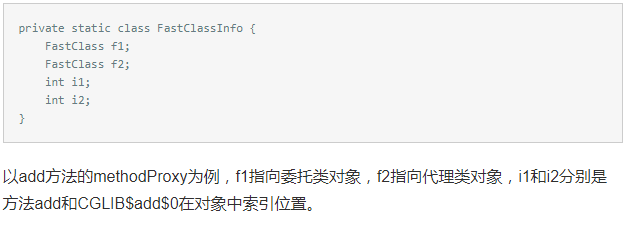 private static class FastClassInfo {
    FastClass f1;
    FastClass f2;
    int i1;
    int i2;
}
以add方法的methodProxy为例，f1指向委托类对象，f2指向代理类对象，i1和i2分别是
方法add和CGLIB$add$0在对象中索引位置。